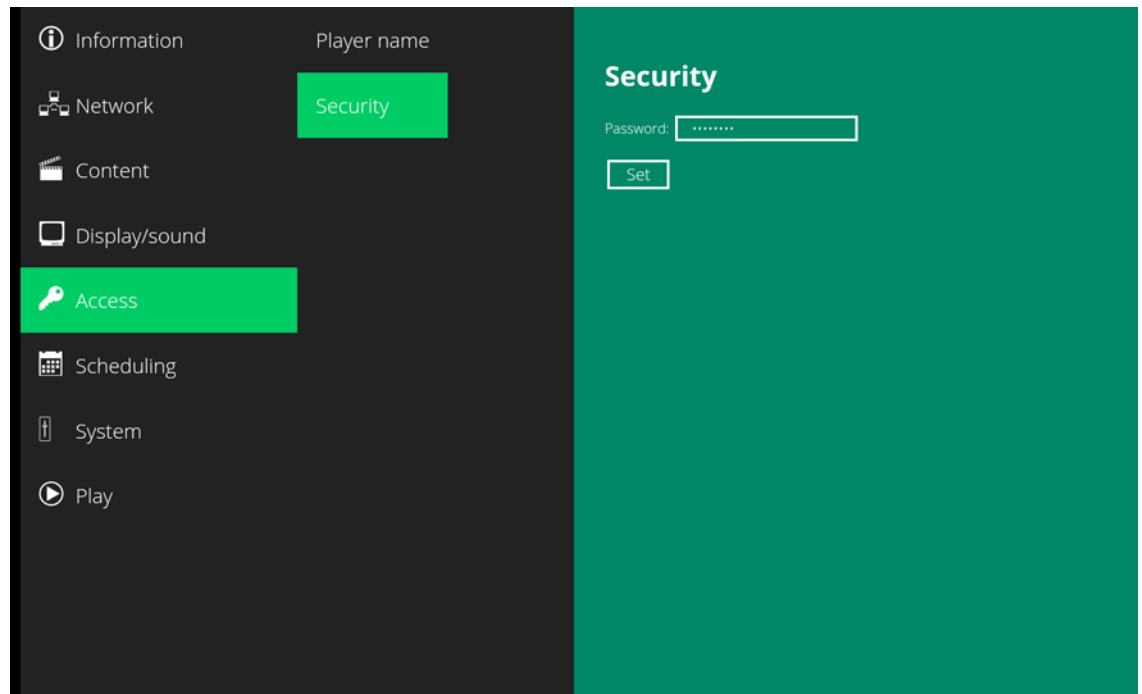 Information
Network
Content
Display/sound
Access
Scheduling
System
Play
Player name
Security
Security
Password: ········
Set